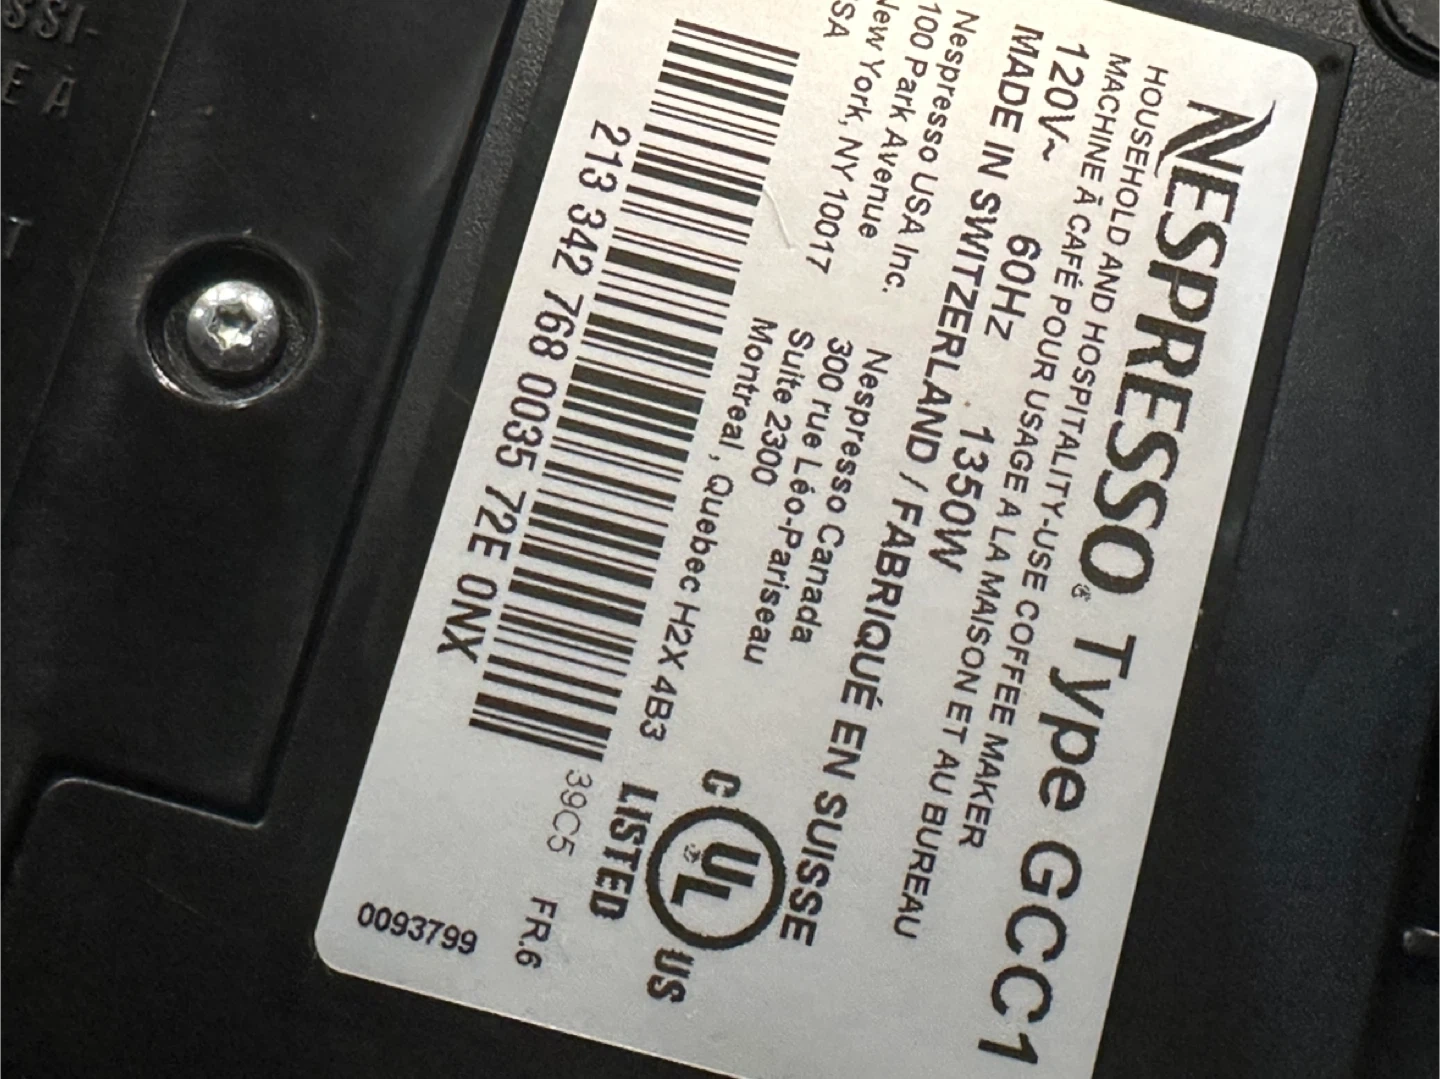 NESPRESSO® Type GCC1
HOUSEHOLD AND HOSPITALITY-USE COFFEE MAKER
MACHINE À CAFÉ POUR USAGE A LA MAISON ET AU BUREAU
120V~ 60Hz 1350W
MADE IN SWITZERLAND / FABRIQUÉ EN SUISSE
Nespresso USA Inc.
100 Park Avenue
New York, NY 10017
USA
Nespresso Canada
300 rue Léo-Pariseau
Suite 2300
Montreal, Quebec H2X 4B3
C UL® US
LISTED
39C5
FR.6
213 342 768 0035 72E 0NX
0093799
SSI-
E À
T